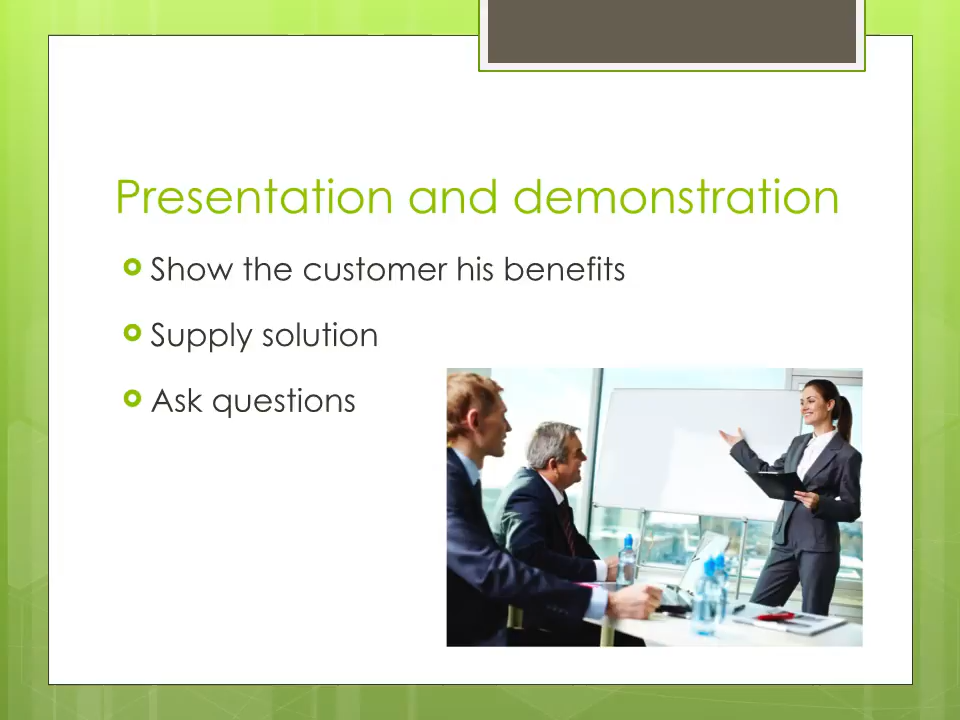 Presentation and demonstration
Show the customer his benefits
Supply solution
Ask questions